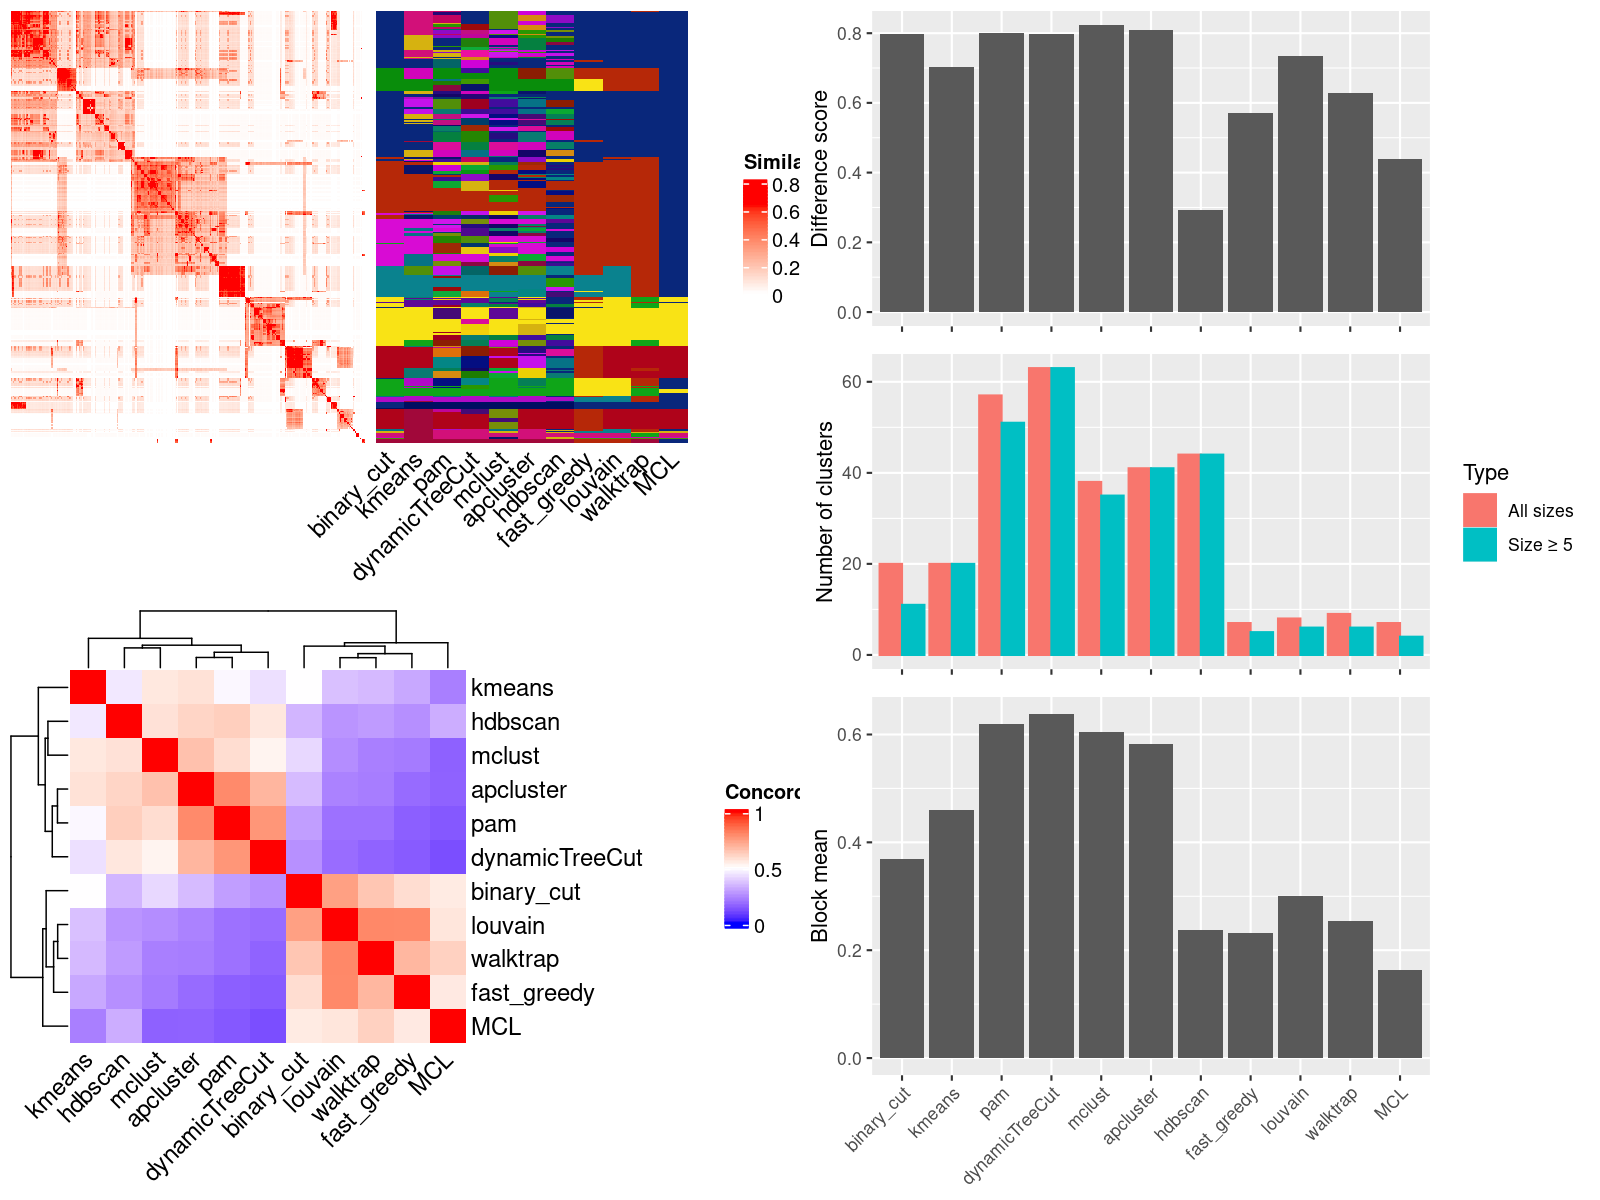 Simila
0.8
0.6
0.4
0.2
0
binary_cut
kmeans
pam
dynamicTreeCut
mclust
apcluster
hdbscan
fast_greedy
louvain
walktrap
MCL
kmeans
hdbscan
mclust
apcluster
pam
dynamicTreeCut
binary_cut
louvain
walktrap
fast_greedy
MCL
kmeans
hdbscan
mclust
apcluster
pam
dynamicTreeCut
binary_cut
louvain
walktrap
fast_greedy
MCL
Concord
1
0.5
0
Difference score
0.8
0.6
0.4
0.2
0.0
Number of clusters
60
40
20
0
Type
All sizes
Size ≥ 5
Block mean
0.6
0.4
0.2
0.0
binary_cut
kmeans
pam
dynamicTreeCut
mclust
apcluster
hdbscan
fast_greedy
louvain
walktrap
MCL